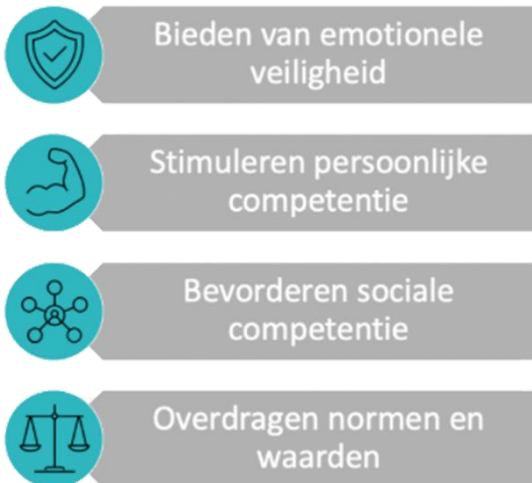 Bieden van emotionele
veiligheid
Stimuleren persoonlijke
competentie
Bevorderen sociale
competentie
Overdragen normen en
waarden